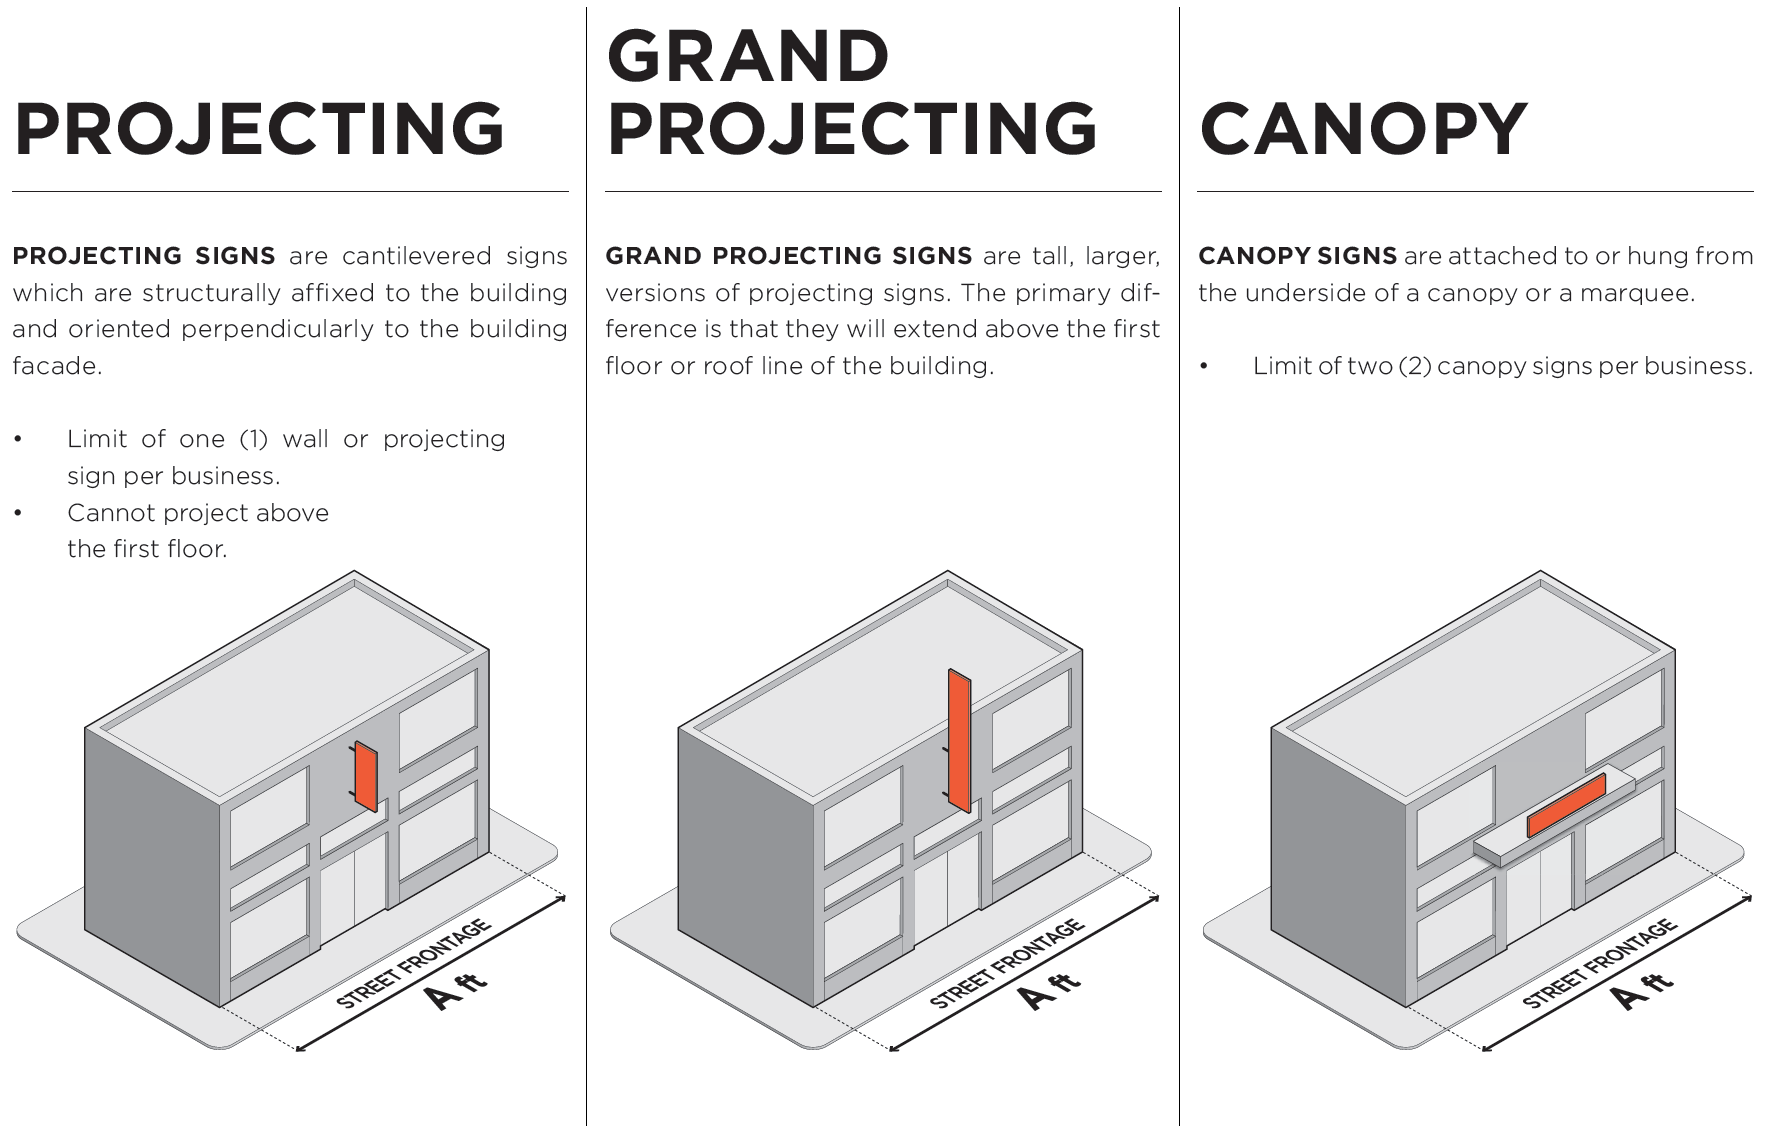 PROJECTING
PROJECTING SIGNS are cantilevered signs
which are structurally affixed to the building
and oriented perpendicularly to the building
facade.
• Limit of one (1) wall or projecting
sign per business.
• Cannot project above
the first floor.
STREET FRONTAGE
A ft
GRAND
PROJECTING
GRAND PROJECTING SIGNS are tall, larger,
versions of projecting signs. The primary dif-
ference is that they will extend above the first
floor or roof line of the building.
STREET FRONTAGE
A ft
CANOPY
CANOPY SIGNS are attached to or hung from
the underside of a canopy or a marquee.
• Limit of two (2) canopy signs per business.
STREET FRONTAGE
A ft